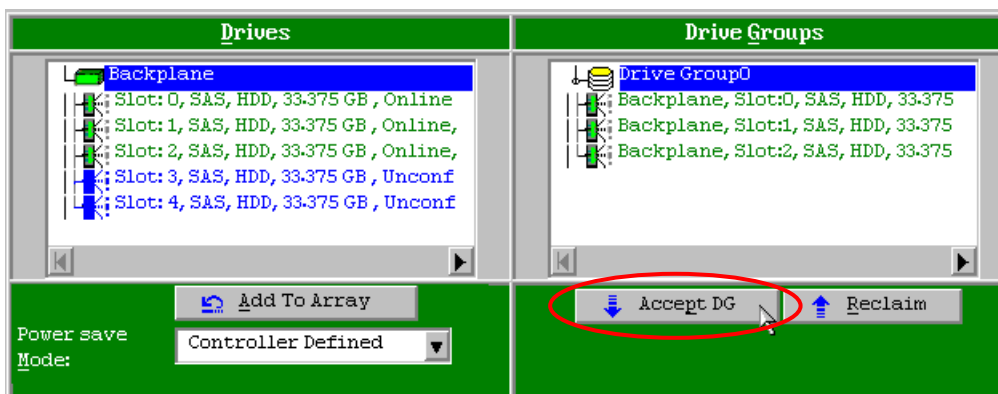 Drives
Backplane
Slot: 0, SAS, HDD, 33.375 GB , Online
Slot: 1, SAS, HDD, 33.375 GB , Online,
Slot: 2, SAS, HDD, 33.375 GB , Online,
Slot: 3, SAS, HDD, 33.375 GB , Unconf
Slot: 4, SAS, HDD, 33.375 GB , Unconf
Add To Array
Power save
Mode:
Controller Defined
Drive Groups
Drive Group0
Backplane, Slot:0, SAS, HDD, 33.375
Backplane, Slot:1, SAS, HDD, 33.375
Backplane, Slot:2, SAS, HDD, 33.375
Accept DG
Reclaim